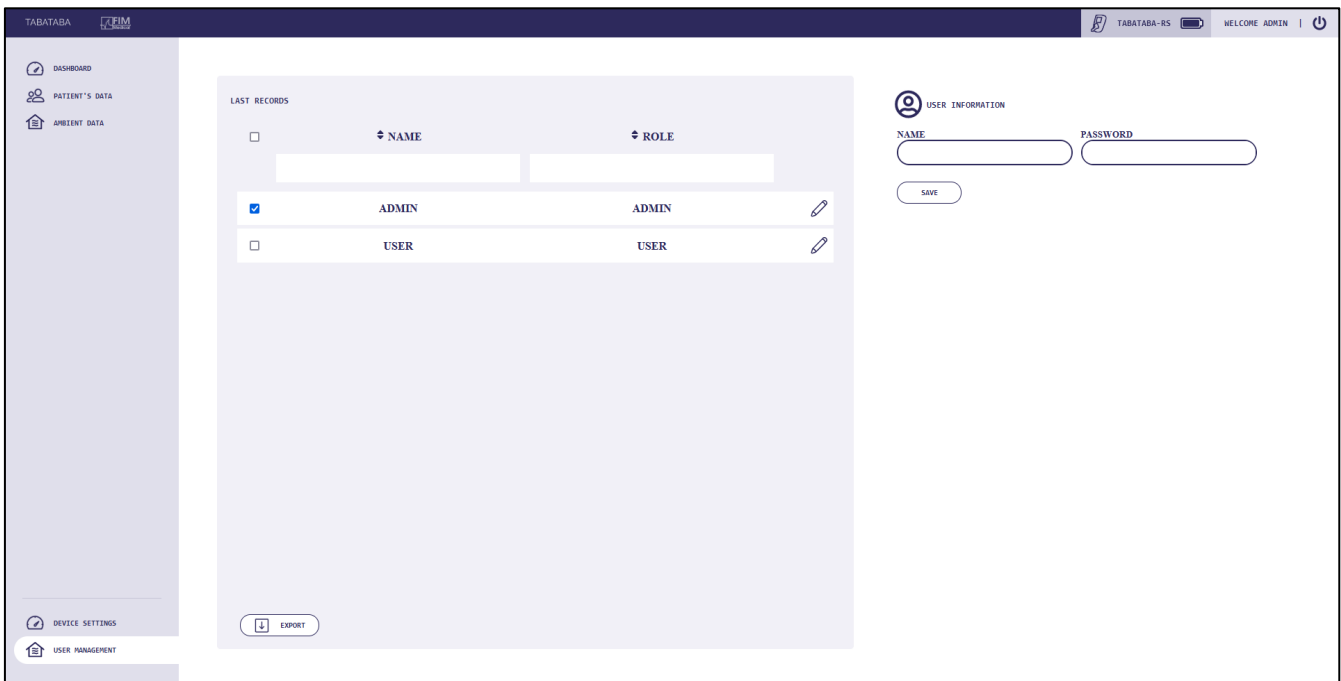 TABATABA FIM
TABATABA-RS WELCOME ADMIN |
DASHBOARD
PATIENT'S DATA
AMBIENT DATA
DEVICE SETTINGS
USER MANAGEMENT
LAST RECORDS
NAME ROLE
ADMIN ADMIN
USER USER
EXPORT
USER INFORMATION
NAME PASSWORD
SAVE